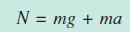 N = mg + ma